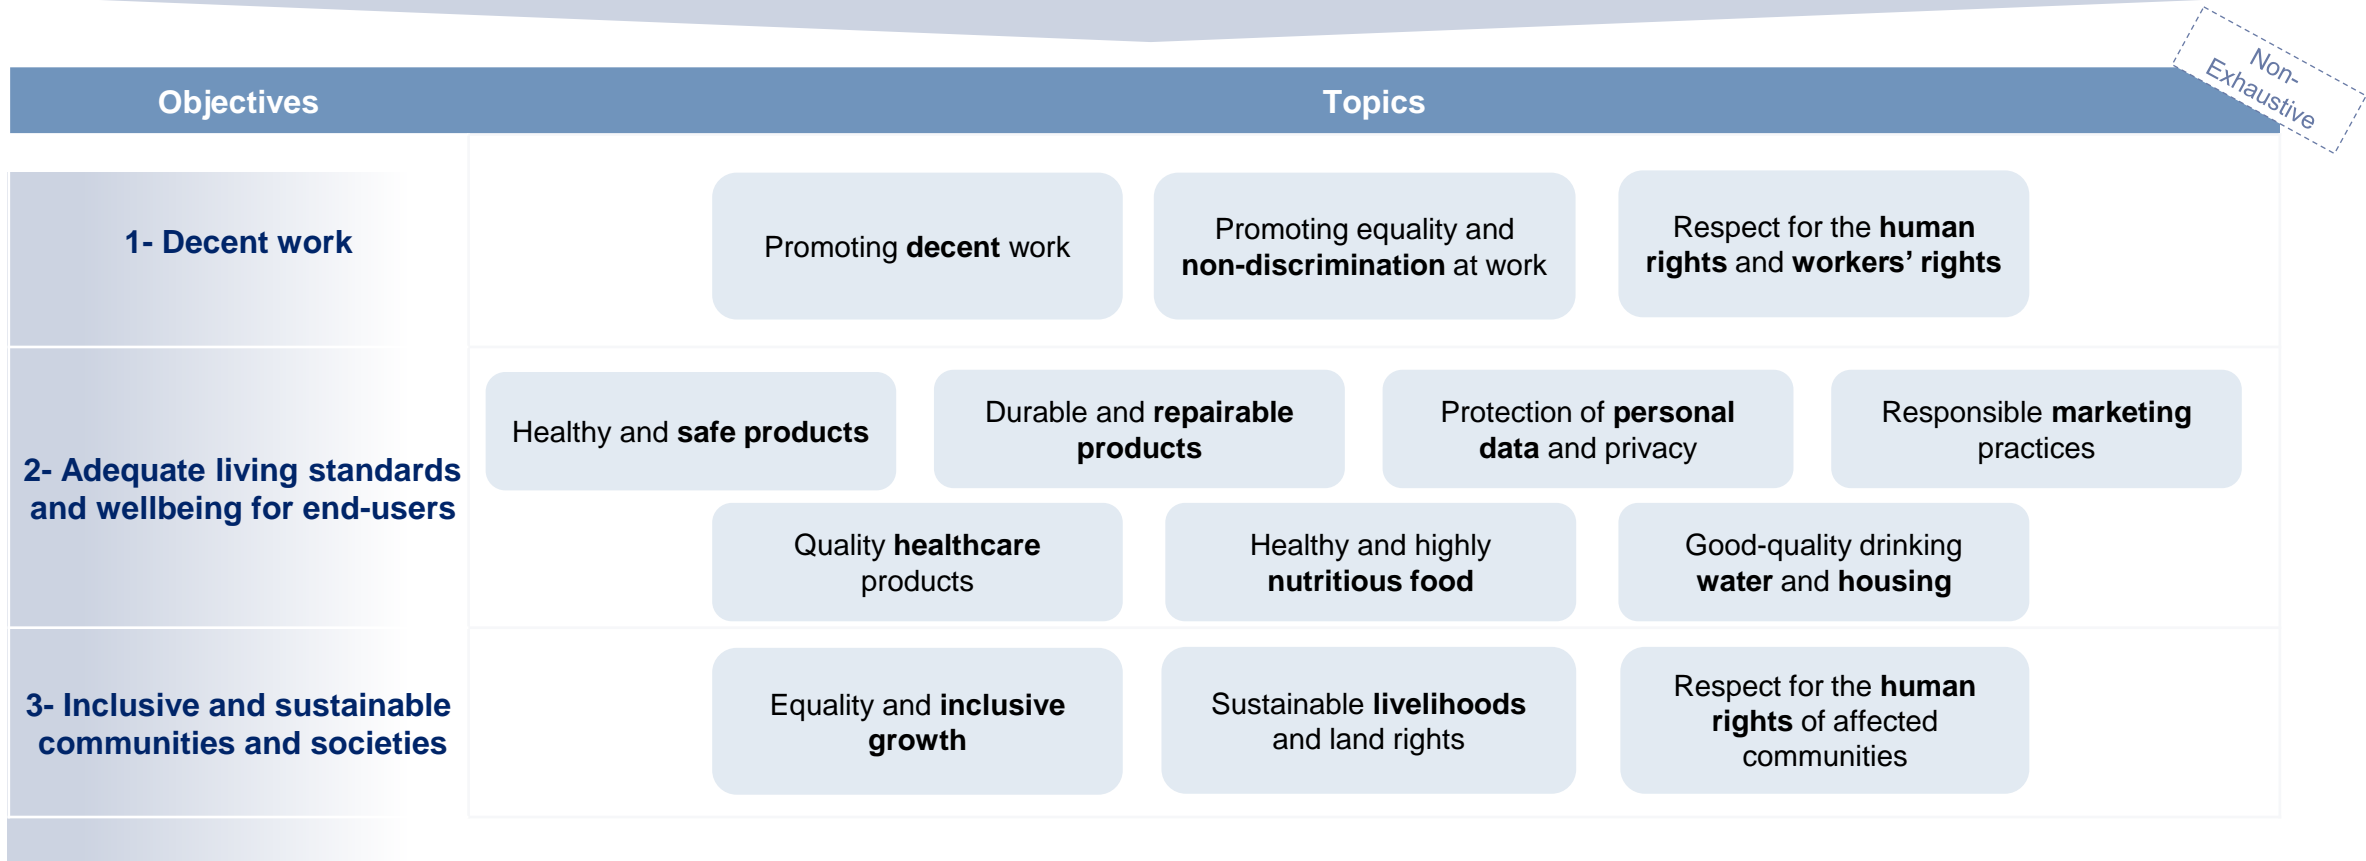 Non-
Exhaustive
Objectives
Topics
1- Decent work
Promoting decent work
Promoting equality and
non-discrimination at work
Respect for the human
rights and workers’ rights
2- Adequate living standards
and wellbeing for end-users
Healthy and safe products
Durable and repairable
products
Protection of personal
data and privacy
Responsible marketing
practices
Quality healthcare
products
Healthy and highly
nutritious food
Good-quality drinking
water and housing
3- Inclusive and sustainable
communities and societies
Equality and inclusive
growth
Sustainable livelihoods
and land rights
Respect for the human
rights of affected
communities